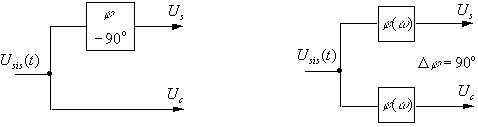 U_s
φ
− 90°
U_sis(t)
U_c
U_s
φ(ω)
U_sis(t)
Δφ = 90°
U_c
φ(ω)